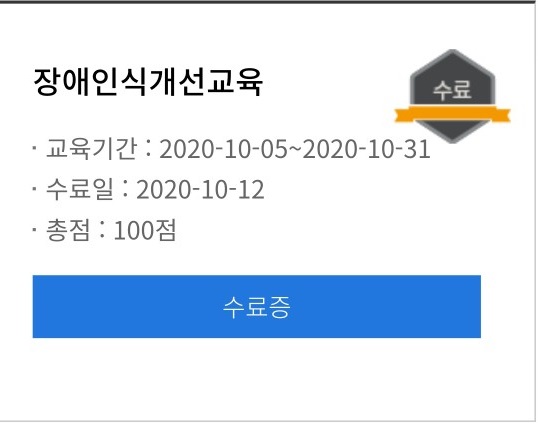 장애인식개선교육
수료
· 교육기간 : 2020-10-05~2020-10-31
· 수료일 : 2020-10-12
· 총점 : 100점
수료증